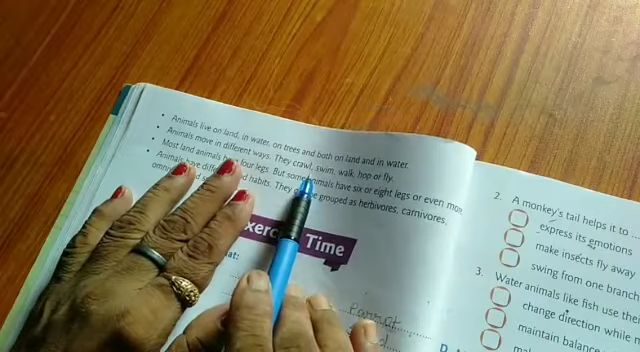 • Animals live on land, in water, on trees and both on land and in water.
• Animals move in different ways. They crawl, swim, walk, hop or fly.
• Most land animals four legs. But some animals have six or eight legs or even more
• Animals have food habits. They be grouped as herbivores, carnivores,
Exercise Time
parrot
2. A monkey's tail helps it to
express its emotions
make insects fly away
swing from one branch
3. Water animals like fish use their
change direction while
maintain balance